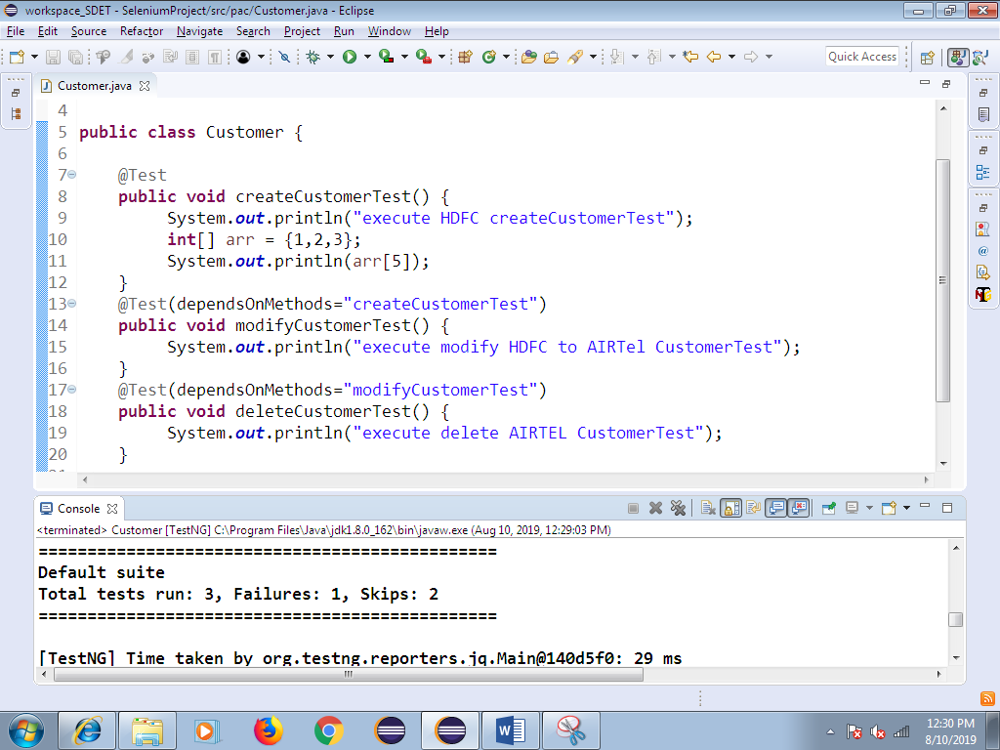 workspace_SDET - SeleniumProject/src/pac/Customer.java - Eclipse
File Edit Source Refactor Navigate Search Project Run Window Help
Quick Access
Customer.java
4
5 public class Customer {
6
7 @Test
8 public void createCustomerTest() {
9 System.out.println("execute HDFC createCustomerTest");
10 int[] arr = {1,2,3};
11 System.out.println(arr[5]);
12 }
13 @Test(dependsOnMethods="createCustomerTest")
14 public void modifyCustomerTest() {
15 System.out.println("execute modify HDFC to AIRTel CustomerTest");
16 }
17 @Test(dependsOnMethods="modifyCustomerTest")
18 public void deleteCustomerTest() {
19 System.out.println("execute delete AIRTEL CustomerTest");
20 }
Console
<terminated> Customer [TestNG] C:\Program Files\Java\jdk1.8.0_162\bin\javaw.exe (Aug 10, 2019, 12:29:03 PM)
===============================================
Default suite
Total tests run: 3, Failures: 1, Skips: 2
===============================================
[TestNG] Time taken by org.testng.reporters.jq.Main@140d5f0: 29 ms
12:30 PM
8/10/2019